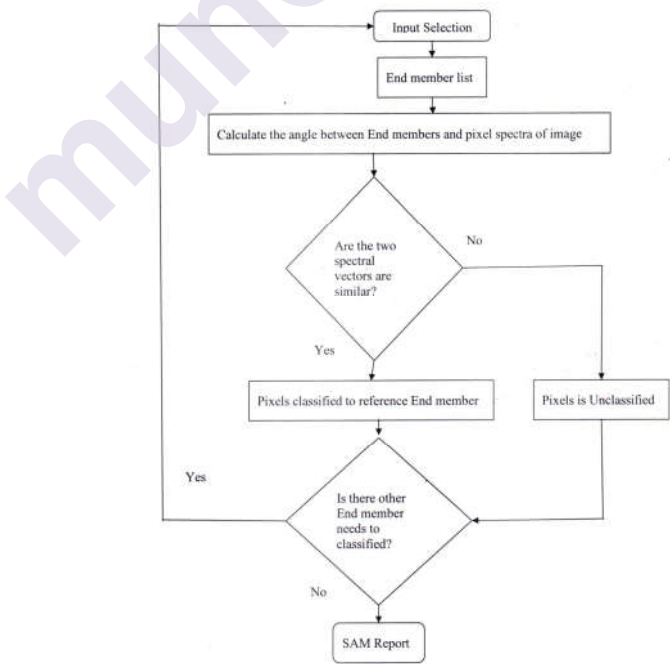 Input Selection
End member list
Calculate the angle between End members and pixel spectra of image
Are the two
spectral
vectors are
similar?
No
Yes
Pixels classified to reference End member
Pixels is Unclassified
Yes
Is there other
End member
needs to
classified?
No
SAM Report